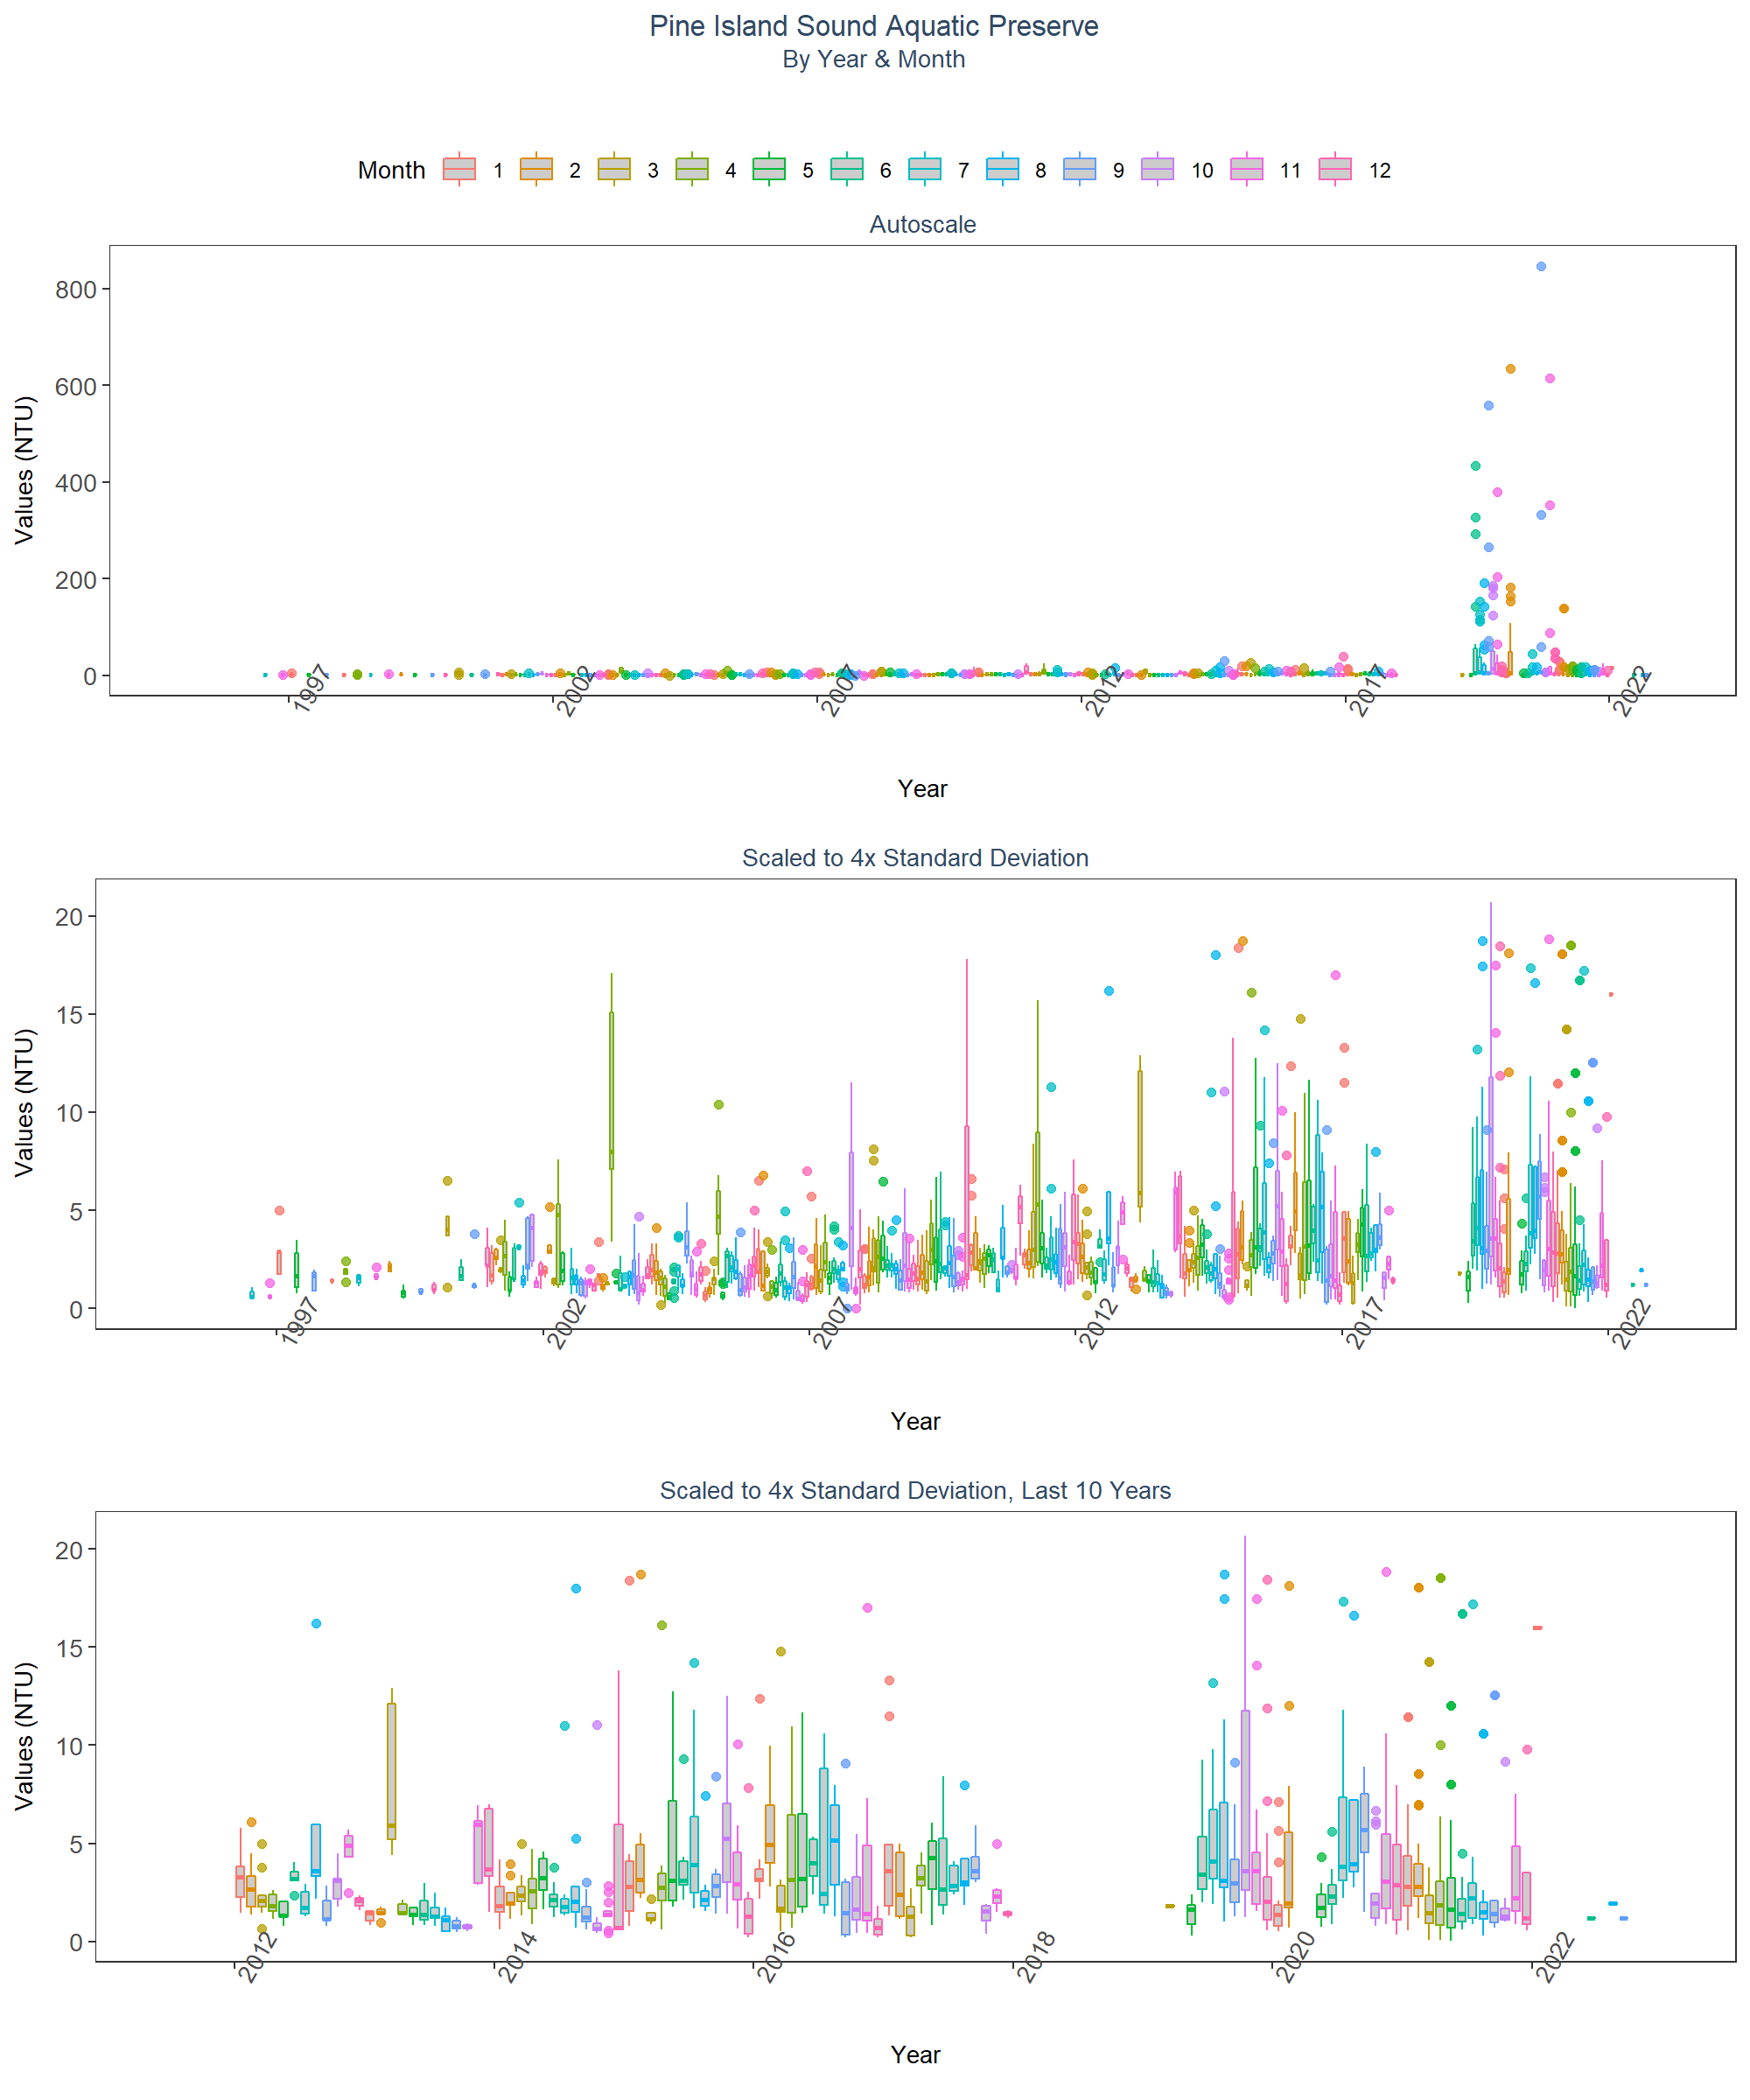 Pine Island Sound Aquatic Preserve
By Year & Month
Month 1 2 3 4 5 6 7 8 9 10 11 12
Autoscale
Values (NTU)
800
600
400
200
0
1997 2002 2007 2012 2017 2022
Year
Scaled to 4x Standard Deviation
Values (NTU)
20
15
10
5
0
1997 2002 2007 2012 2017 2022
Year
Scaled to 4x Standard Deviation, Last 10 Years
Values (NTU)
20
15
10
5
0
2012 2014 2016 2018 2020 2022
Year